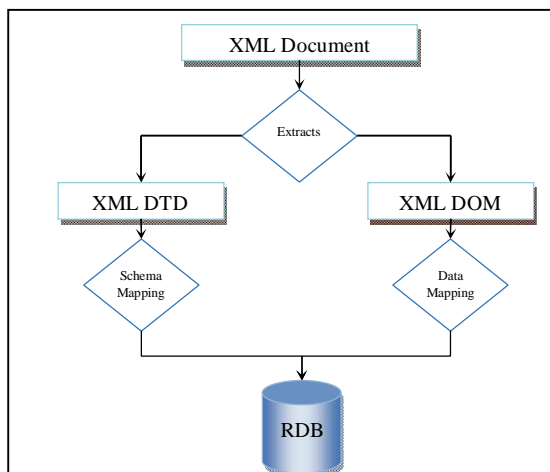 XML Document
Extracts
XML DTD
XML DOM
Schema
Mapping
Data
Mapping
RDB